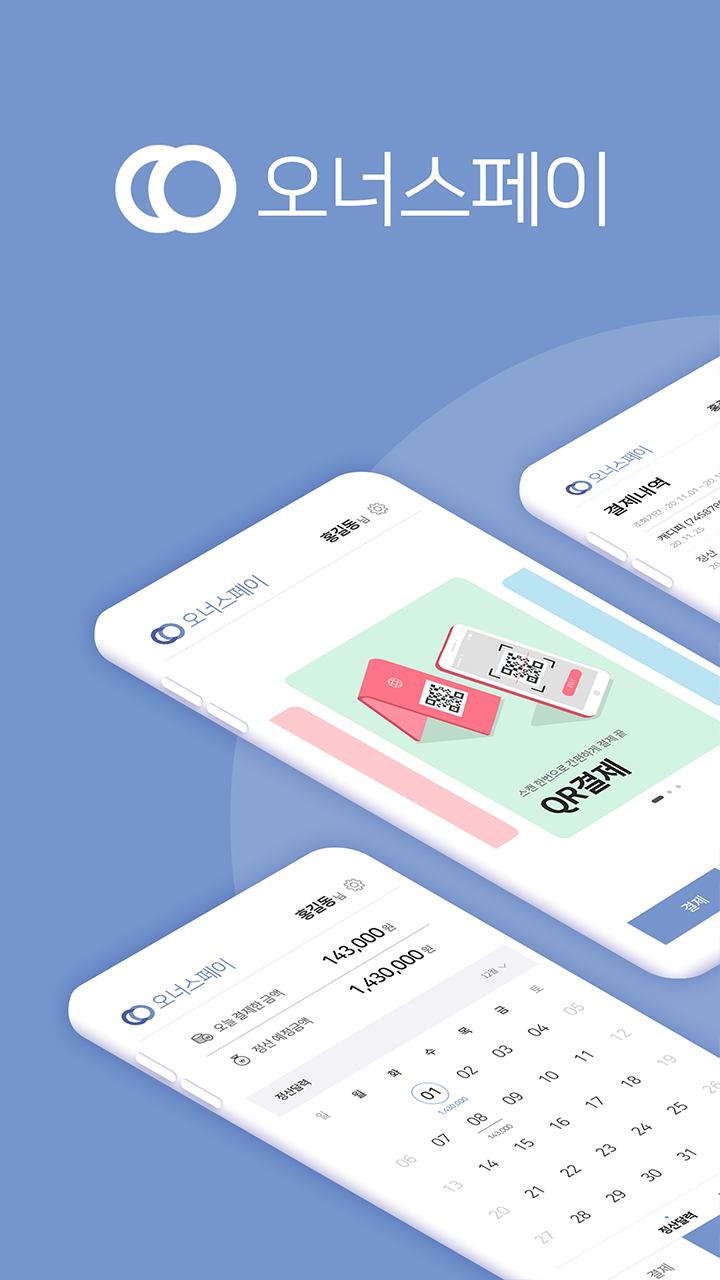 오너스페이
홍길동님
오너스페이
스캔 한번으로 간편하게 결제 끝
QR결제
결제
오너스페이
결제내역
조회기간 : 20.11.01 - 20.1
캐디피 (745878
20.11.25
정산
홍길동님
오너스페이
오늘 결제한 금액 143,000원
정산 예정금액 1,430,000원
정산달력 12월
일 월 화 수 목 금 토
01 02 03 04 05
1,430,000
06 07 08 09 10 11 12
143,000
13 14 15 16 17 18 19
20 21 22 23 24 25 26
27 28 29 30 31
정산달력
결제